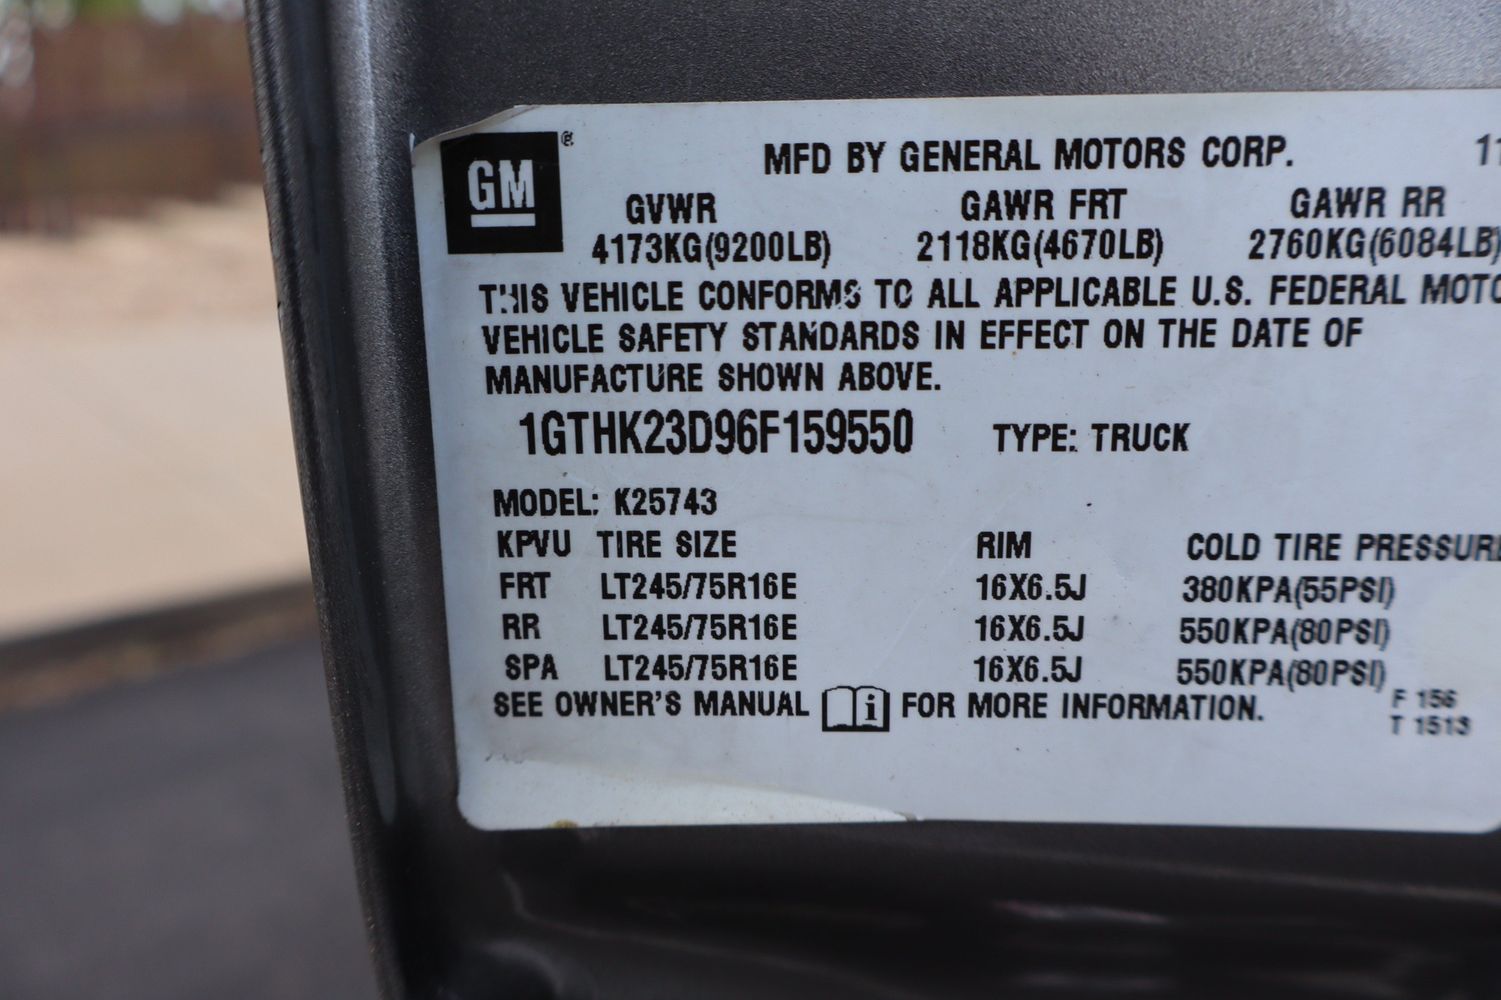 GM ®
MFD BY GENERAL MOTORS CORP. 11
GVWR GAWR FRT GAWR RR
4173KG(9200LB) 2118KG(4670LB) 2760KG(6084LB)
THIS VEHICLE CONFORMS TO ALL APPLICABLE U.S. FEDERAL MOTO
VEHICLE SAFETY STANDARDS IN EFFECT ON THE DATE OF
MANUFACTURE SHOWN ABOVE.
1GTHK23D96F159550 TYPE: TRUCK
MODEL: K25743
KPVU TIRE SIZE RIM COLD TIRE PRESSURE
FRT LT245/75R16E 16X6.5J 380KPA(55PSI)
RR LT245/75R16E 16X6.5J 550KPA(80PSI)
SPA LT245/75R16E 16X6.5J 550KPA(80PSI)
SEE OWNER'S MANUAL i FOR MORE INFORMATION.
F 156
T 1513